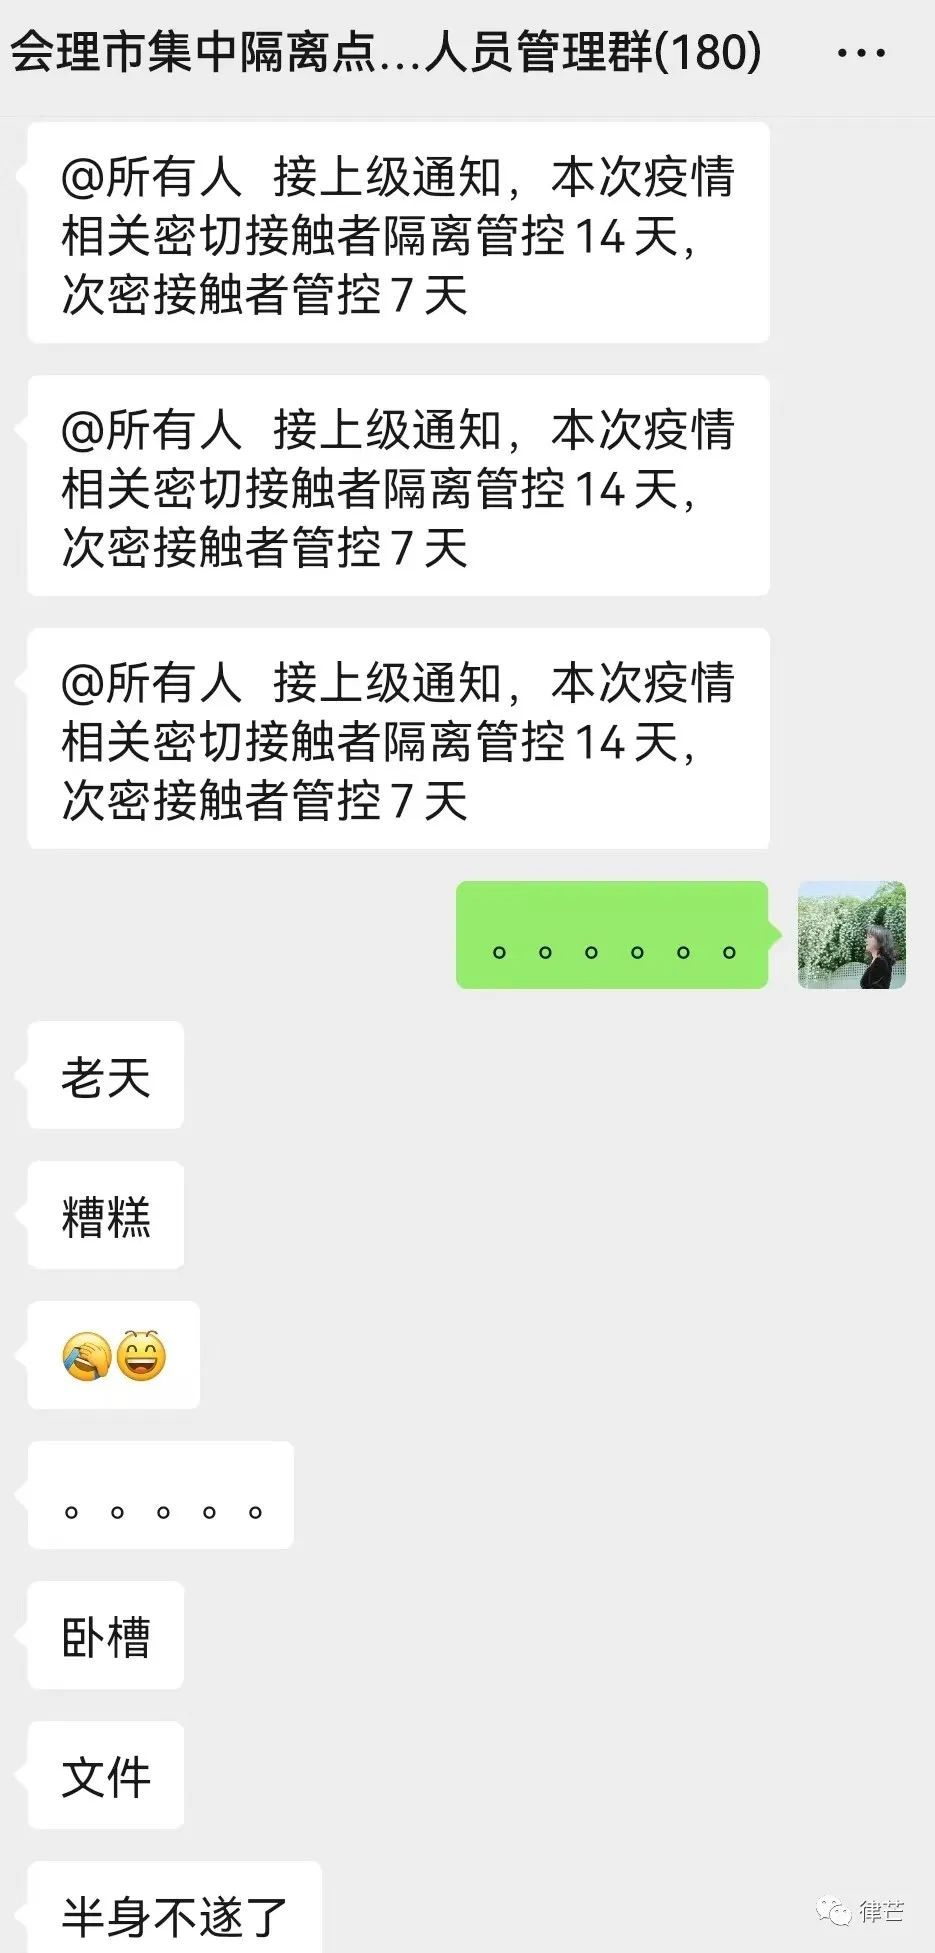 会理市集中隔离点...人员管理群(180)
@所有人 接上级通知，本次疫情
相关密切接触者隔离管控14天，
次密接触者管控7天
@所有人 接上级通知，本次疫情
相关密切接触者隔离管控14天，
次密接触者管控7天
@所有人 接上级通知，本次疫情
相关密切接触者隔离管控14天，
次密接触者管控7天
。。。。。。
老天
糟糕
。。。。。
卧槽
文件
半身不遂了
律芒